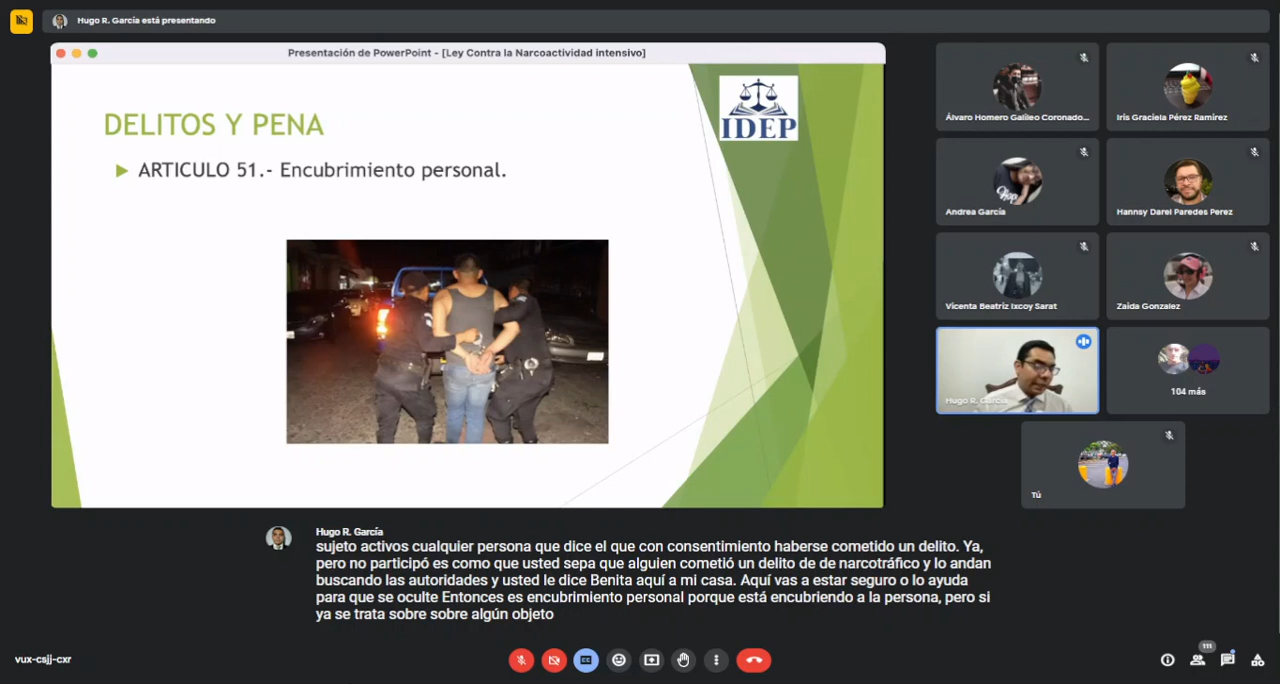 Hugo R. García está presentando
Presentación de PowerPoint - [Ley Contra la Narcoactividad intensivo]
DELITOS Y PENA
IDEP
ARTICULO 51.- Encubrimiento personal.
Álvaro Homero Galileo Coronado...
Iris Graciela Pérez Ramirez
Andrea García
Hannsy Darel Paredes Perez
Vicenta Beatriz Ixcoy Sarat
Zaida Gonzalez
Hugo R. García
104 más
Tú
Hugo R. García
sujeto activos cualquier persona que dice el que con consentimiento haberse cometido un delito. Ya,
pero no participó es como que usted sepa que alguien cometió un delito de de narcotráfico y lo andan
buscando las autoridades y usted le dice Benita aquí a mi casa. Aquí vas a estar seguro o lo ayuda
para que se oculte Entonces es encubrimiento personal porque está encubriendo a la persona, pero si
ya se trata sobre sobre algún objeto
vux-csjj-cxr
CC
111